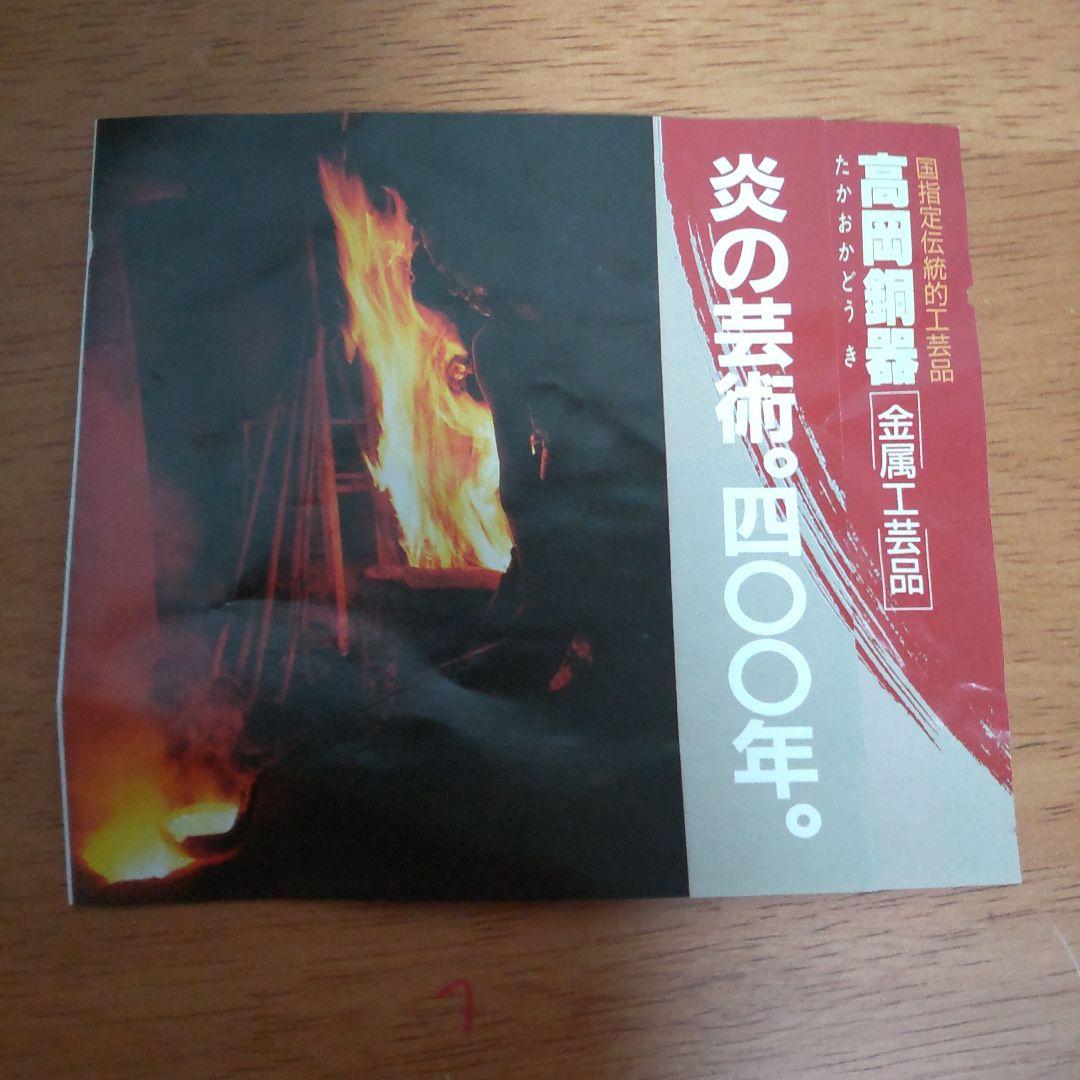 国指定伝統的工芸品
高岡銅器
たかおかどうき
金属工芸品
炎の芸術。四〇〇年。